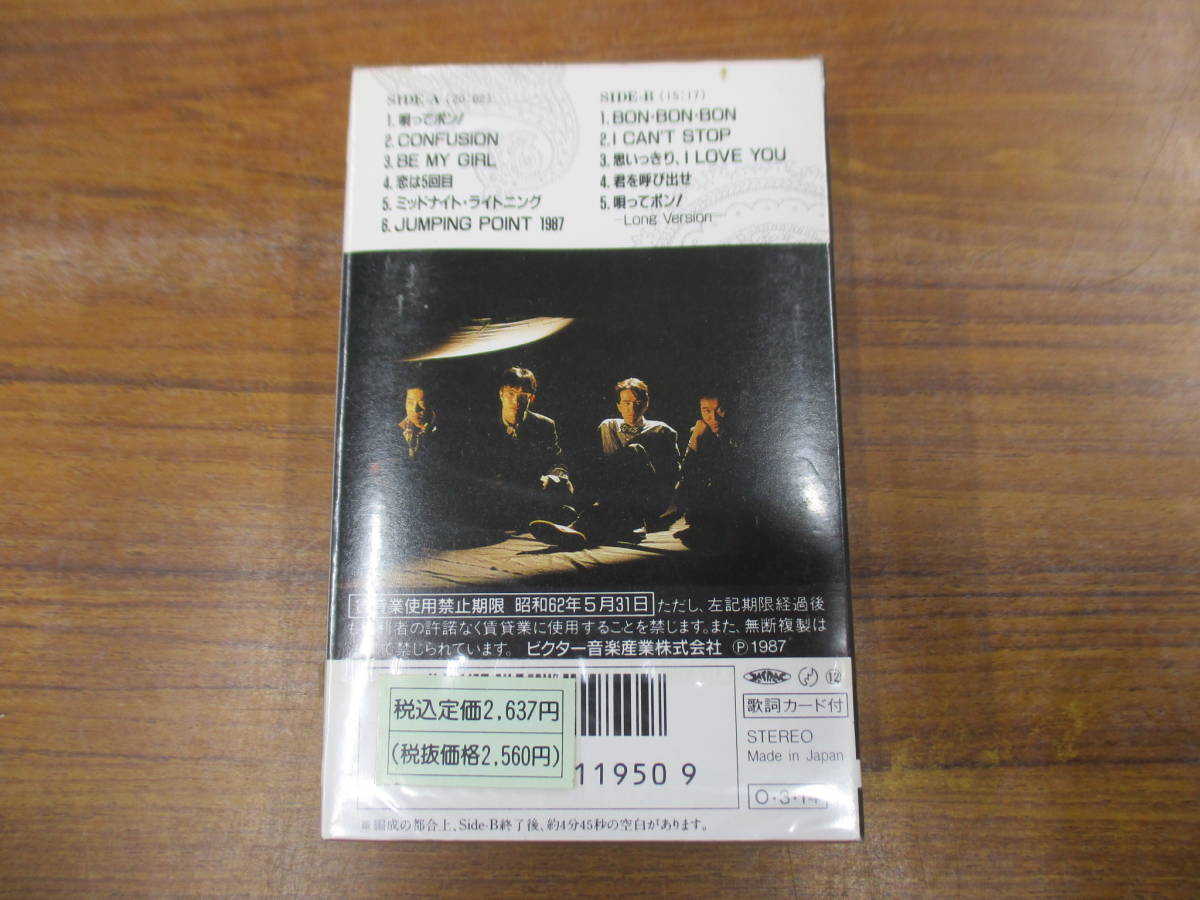 SIDE-A (20:02)
1. 唄ってポン!
2. CONFUSION
3. BE MY GIRL
4. 恋は5回目
5. ミッドナイト・ライトニング
6. JUMPING POINT 1987
SIDE-B (15:17)
1. BON・BON・BON
2. I CAN'T STOP
3. 思いっきり, I LOVE YOU
4. 君を呼び出せ
5. 唄ってポン!
—Long Version—
貸業使用禁止期限 昭和62年5月31日 ただし、左記期限経過後
利者の許諾なく賃貸業に使用することを禁じます。また、無断複製は
禁じられています。 ビクター音楽産業株式会社 Ⓟ1987
税込定価2,637円
(税抜価格2,560円)
11950 9
JASRAC ⑫
歌詞カード付
STEREO
Made in Japan
O・3・14
※編成の都合上、Side-B終了後、約4分45秒の空白があります。